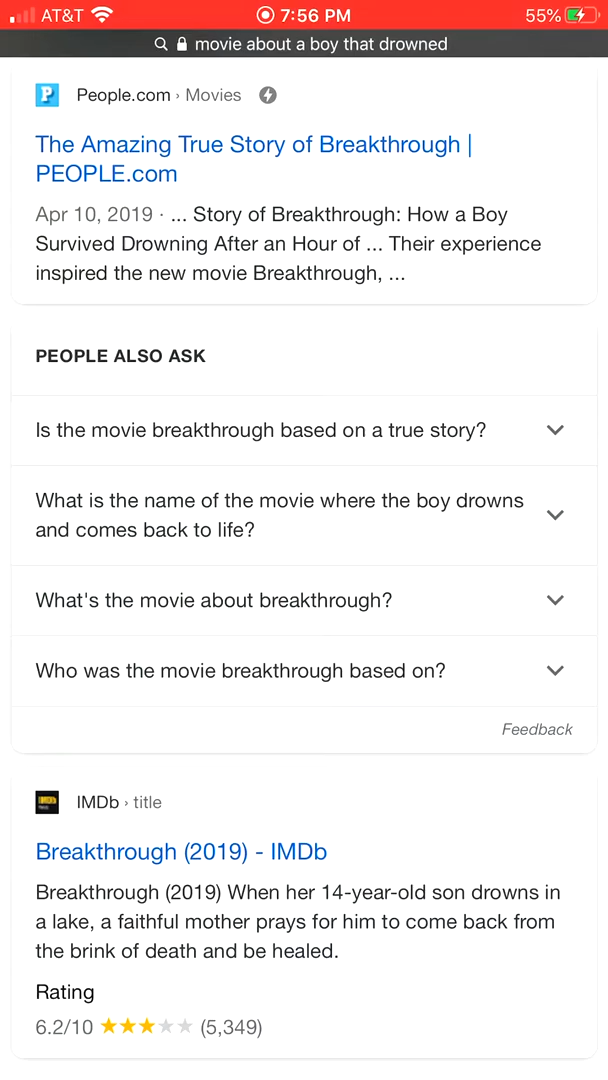 AT&T 7:56 PM 55%
movie about a boy that drowned
People.com › Movies
The Amazing True Story of Breakthrough |
PEOPLE.com
Apr 10, 2019 · ... Story of Breakthrough: How a Boy
Survived Drowning After an Hour of ... Their experience
inspired the new movie Breakthrough, ...
PEOPLE ALSO ASK
Is the movie breakthrough based on a true story?
What is the name of the movie where the boy drowns
and comes back to life?
What's the movie about breakthrough?
Who was the movie breakthrough based on?
Feedback
IMDb › title
Breakthrough (2019) - IMDb
Breakthrough (2019) When her 14-year-old son drowns in
a lake, a faithful mother prays for him to come back from
the brink of death and be healed.
Rating
6.2/10 ★★★★★ (5,349)